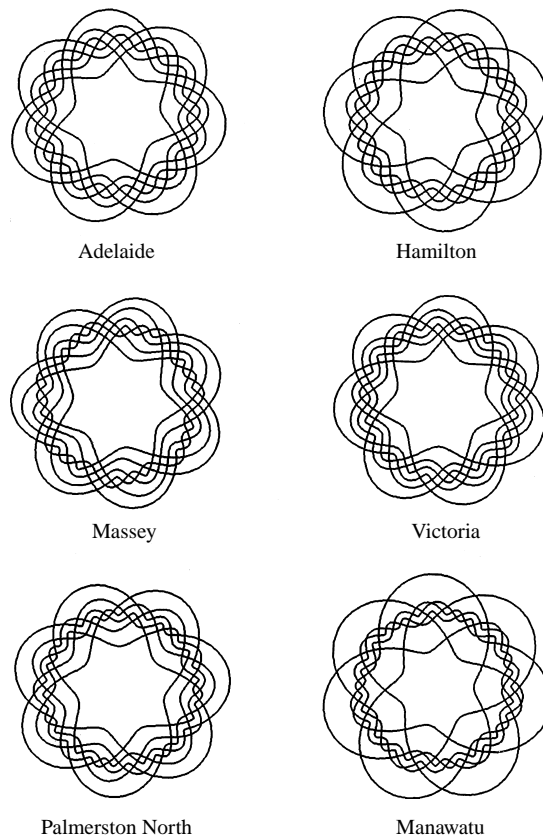 Adelaide
Hamilton
Massey
Victoria
Palmerston North
Manawatu